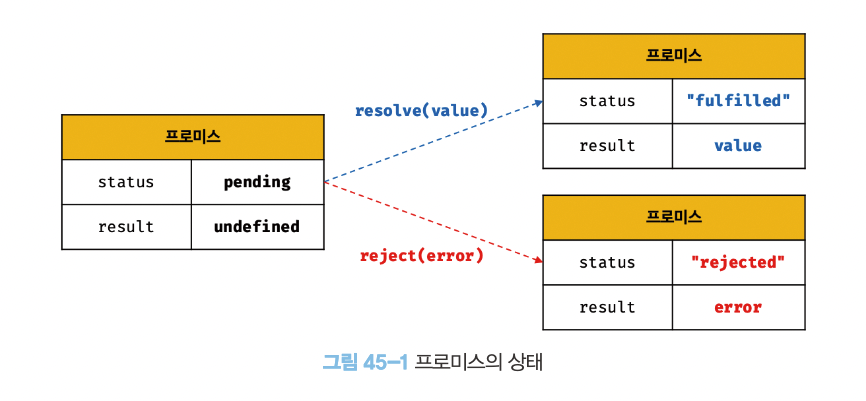 프로미스
status "fulfilled"
result value
resolve(value)
프로미스
status pending
result undefined
reject(error)
프로미스
status "rejected"
result error
그림 45-1 프로미스의 상태